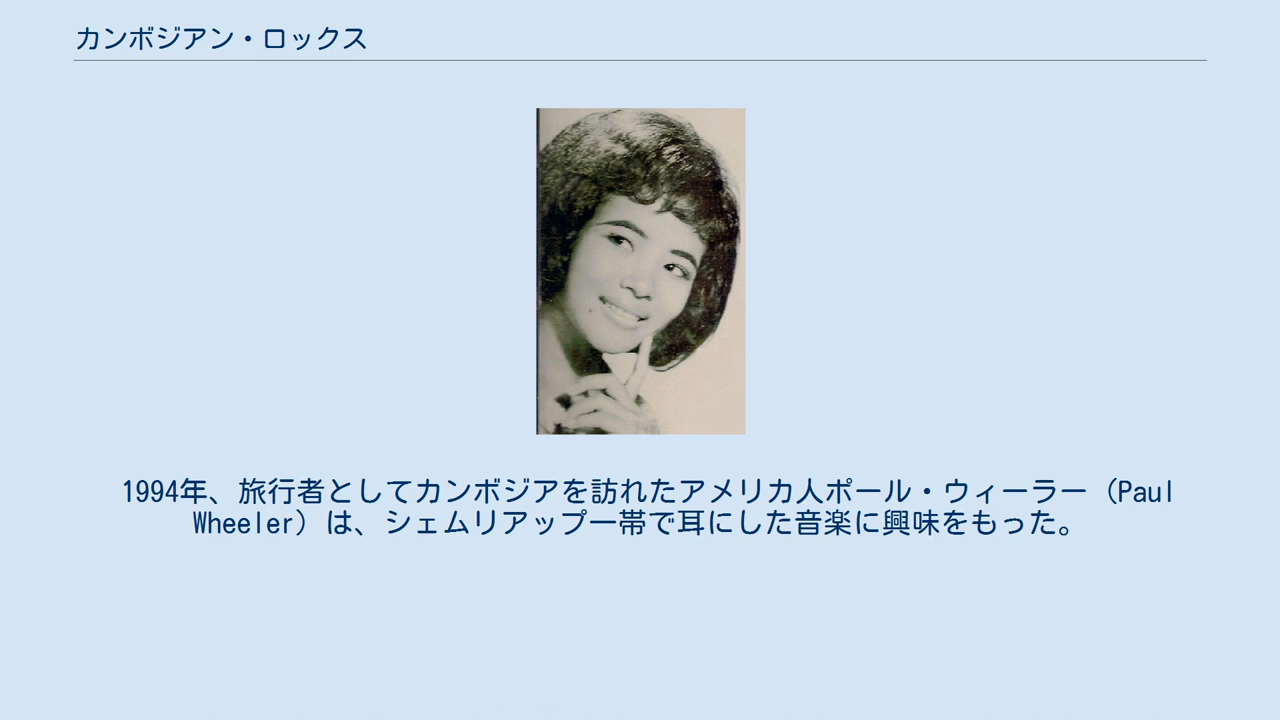 カンボジアン・ロックス
1994年、旅行者としてカンボジアを訪れたアメリカ人ポール・ウィーラー（Paul
Wheeler）は、シェムリアップ一帯で耳にした音楽に興味をもった。